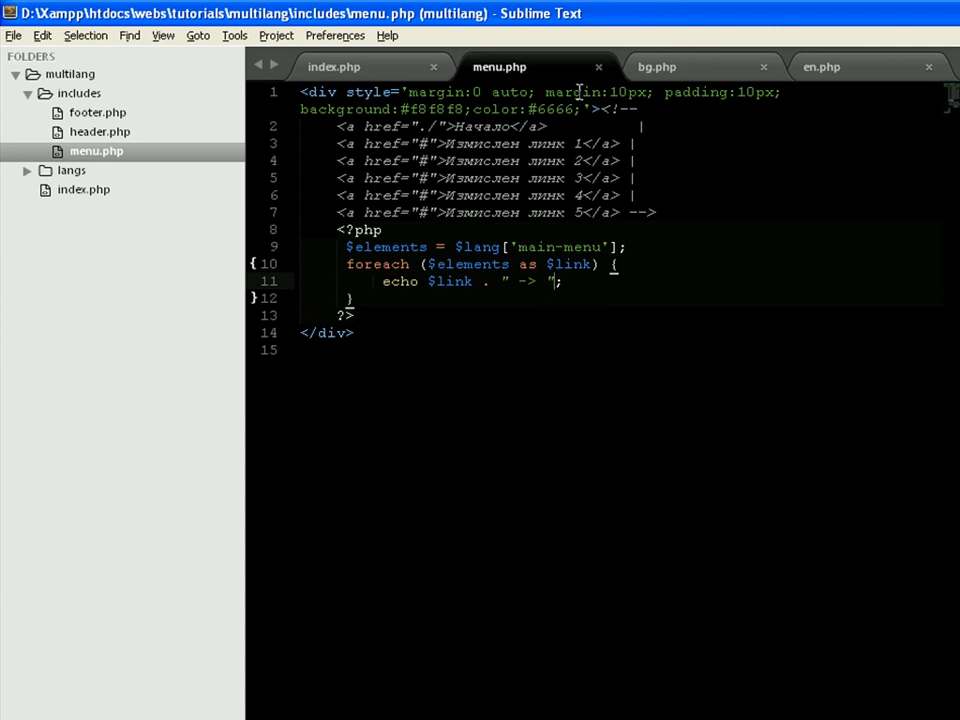 D:\Xampp\htdocs\webs\tutorials\multilang\includes\menu.php (multilang) - Sublime Text
File Edit Selection Find View Goto Tools Project Preferences Help
FOLDERS
multilang
includes
footer.php
header.php
menu.php
langs
index.php
index.php × menu.php × bg.php × en.php ×
1 <div style='margin:0 auto; margin:10px; padding:10px;
background:#f8f8f8;color:#6666;'><!--
2 <a href="./">Начало</a> |
3 <a href="#">Измислен линк 1</a> |
4 <a href="#">Измислен линк 2</a> |
5 <a href="#">Измислен линк 3</a> |
6 <a href="#">Измислен линк 4</a> |
7 <a href="#">Измислен линк 5</a> -->
8 <?php
9 $elements = $lang['main-menu'];
10 foreach ($elements as $link) {
11 echo $link . " -> ";
12 }
13 ?>
14 </div>
15